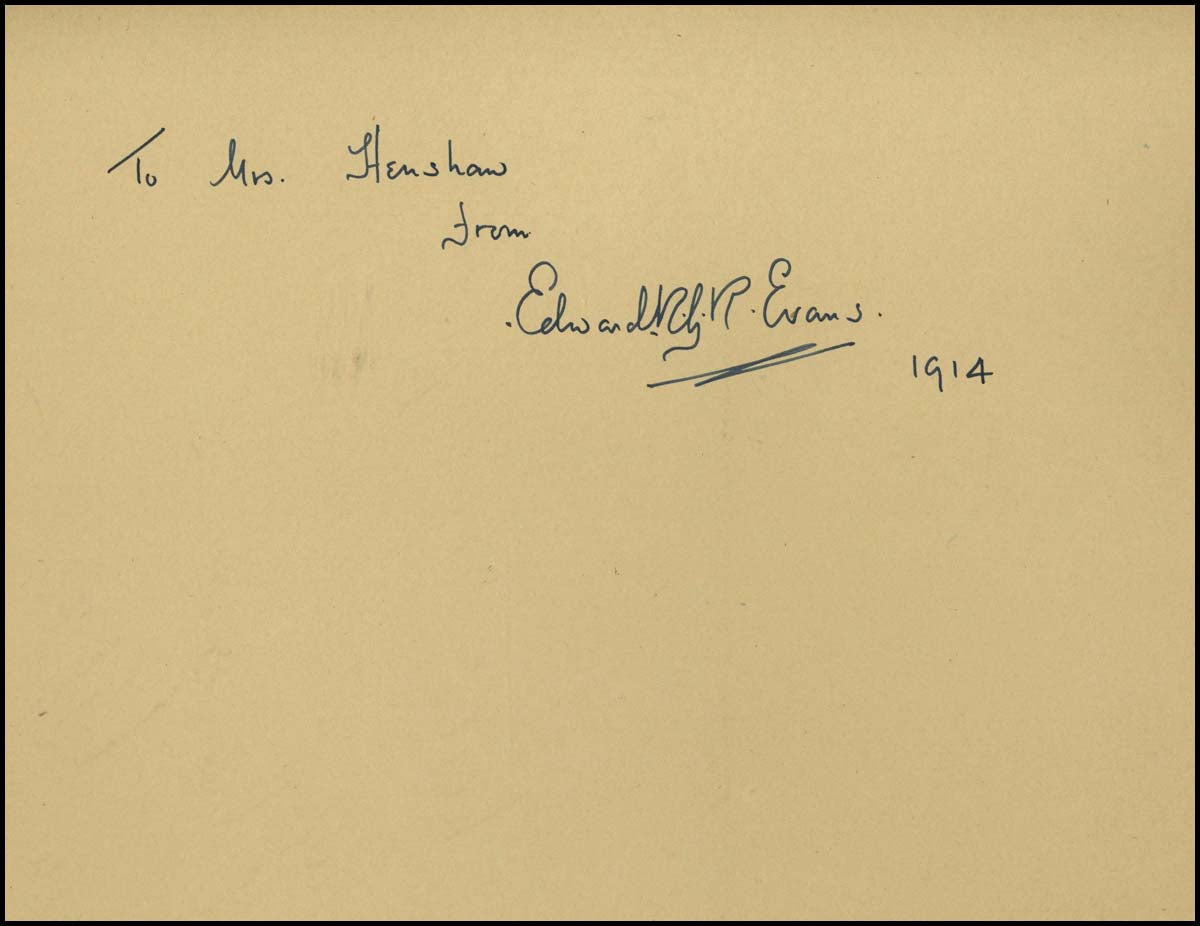 To Mrs. Henshaw
from
Edward R.G.R. Evans.
1914